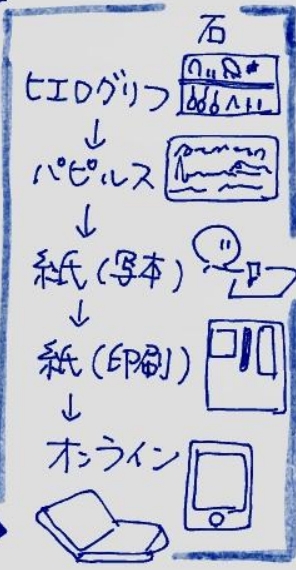 石
ヒエログリフ
↓
パピルス
↓
紙(写本)
↓
紙(印刷)
↓
オンライン